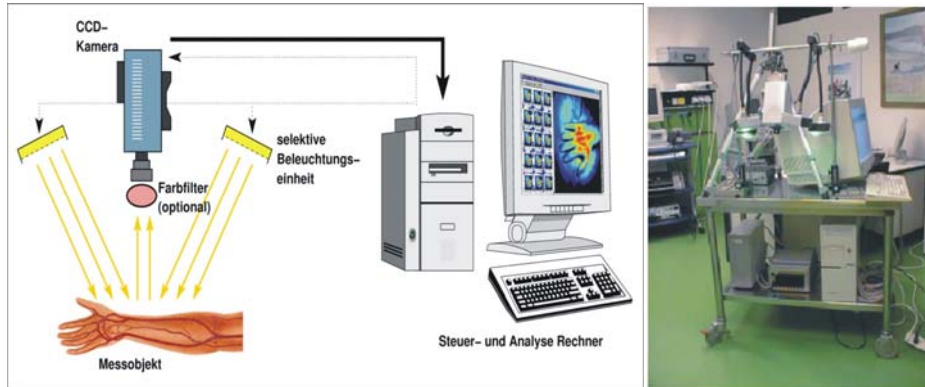 CCD–
Kamera
selektive
Beleuchtungs–
einheit
Farbfilter
(optional)
Messobjekt
Steuer– und Analyse Rechner